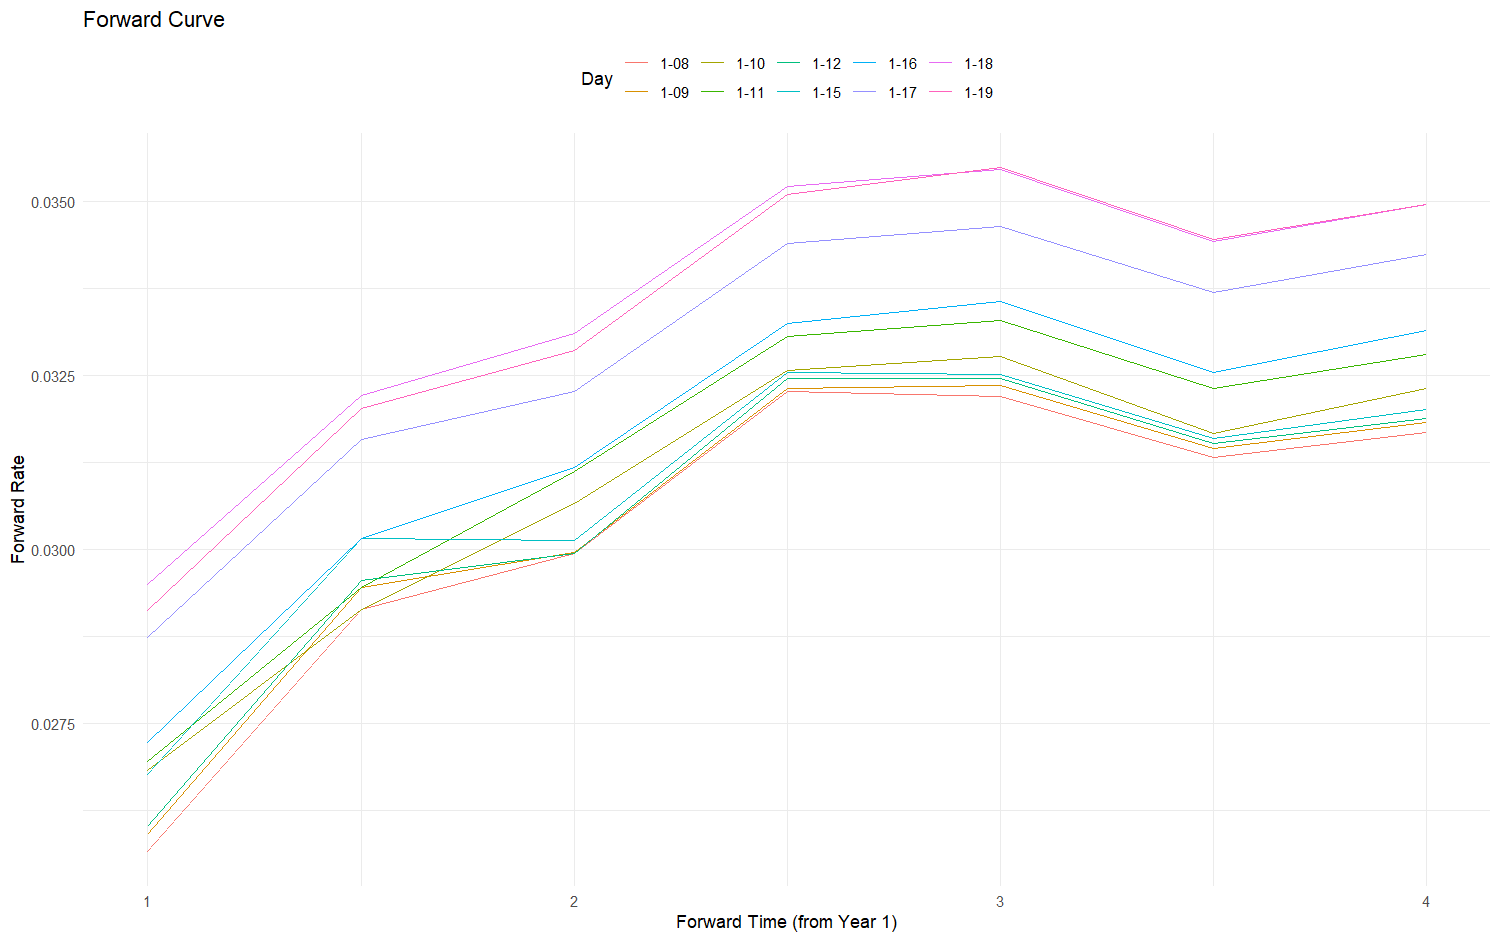 Forward Curve
Day
1-08 1-10 1-12 1-16 1-18
1-09 1-11 1-15 1-17 1-19
0.0350
0.0325
0.0300
0.0275
Forward Rate
1 2 3 4
Forward Time (from Year 1)